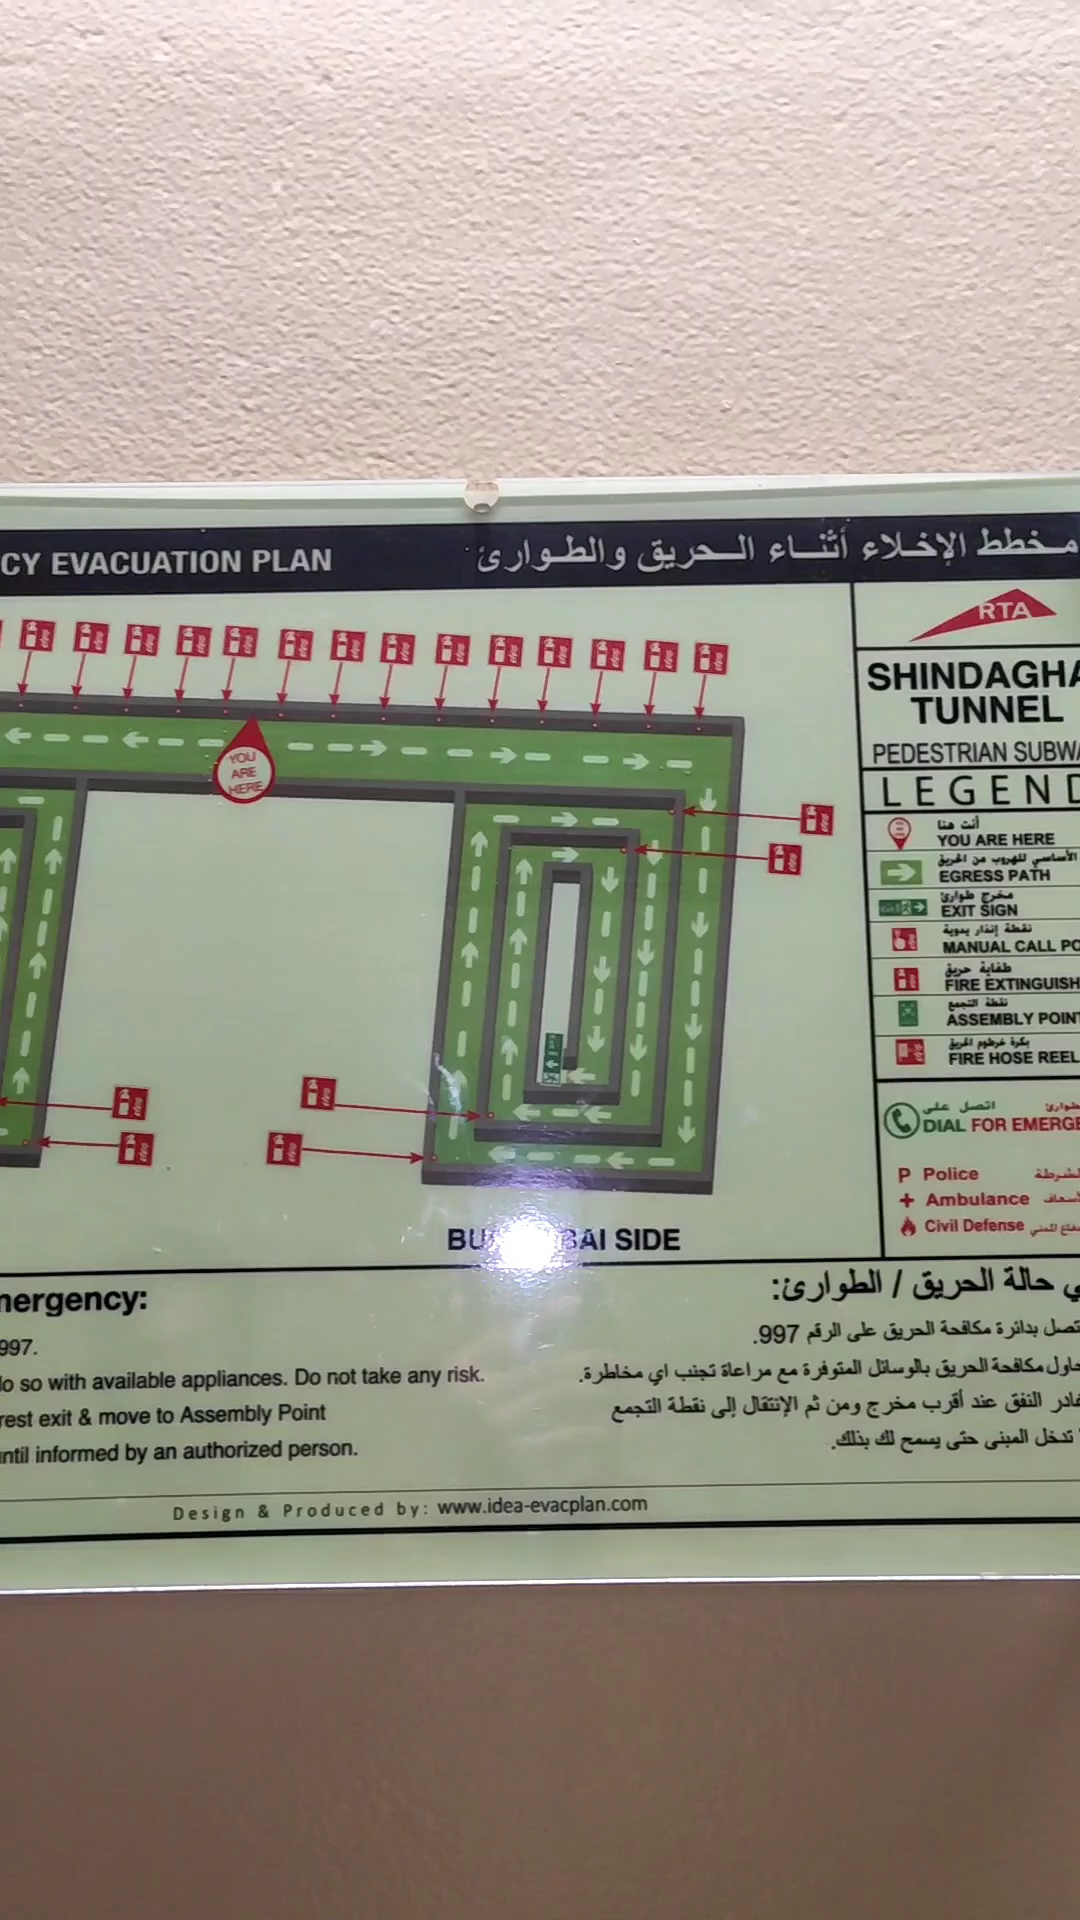 CY EVACUATION PLAN
مخطط الإخلاء أثناء الحريق والطوارئ
RTA
SHINDAGHA
TUNNEL
PEDESTRIAN SUBWA
LEGEND
أنت هنا
YOU ARE HERE
الأساسي للهروب من الحريق
EGRESS PATH
مخرج طوارئ
EXIT SIGN
نقطة إنذار يدوية
MANUAL CALL PO
طفاية حريق
FIRE EXTINGUISH
نقطة التجمع
ASSEMBLY POINT
بكرة خرطوم الحريق
FIRE HOSE REEL
اتصل على
DIAL FOR EMERGE
P Police
Ambulance
Civil Defense
YOU
ARE
HERE
SIDE
mergency:
997.
do so with available appliances. Do not take any risk.
rest exit & move to Assembly Point
until informed by an authorized person.
ي حالة الحريق / الطوارئ:
تصل بدائرة مكافحة الحريق على الرقم 997.
حاول مكافحة الحريق بالوسائل المتوفرة مع مراعاة تجنب اي مخاطرة.
غادر النفق عند أقرب مخرج ومن ثم الإنتقال إلى نقطة التجمع
تدخل المبنى حتى يسمح لك بذلك.
Design & Produced by: www.idea-evacplan.com